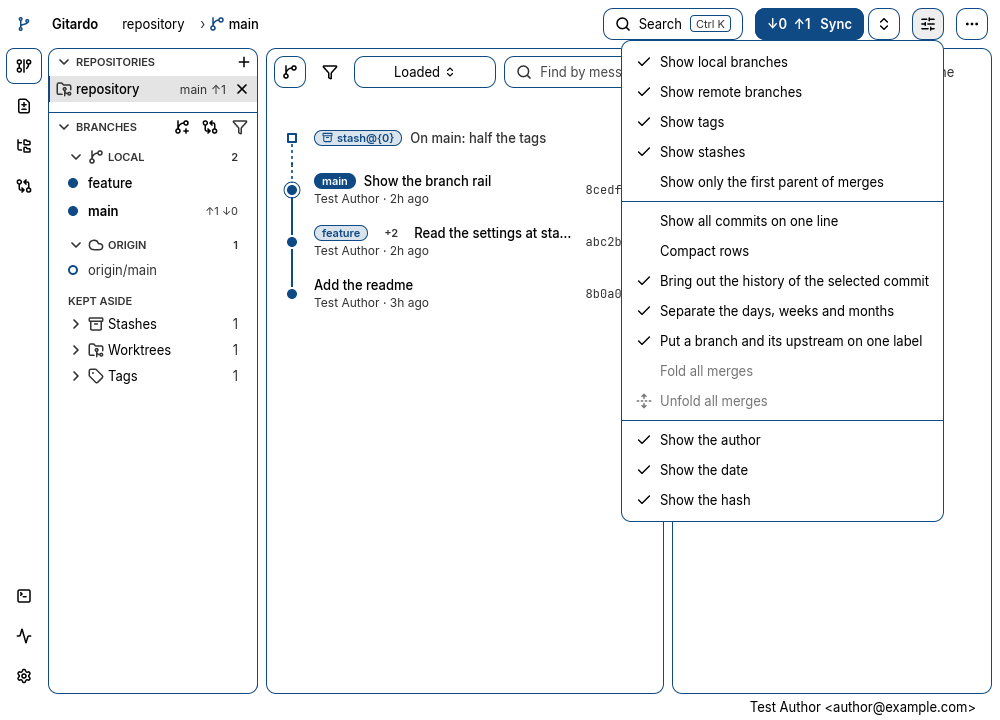 Gitardo repository › main Search Ctrl K ↓0 ↑1 Sync
REPOSITORIES
repository main ↑1
BRANCHES
LOCAL 2
feature
main ↑1 ↓0
ORIGIN 1
origin/main
KEPT ASIDE
Stashes 1
Worktrees 1
Tags 1
Loaded Find by mess
stash@{0} On main: half the tags
main Show the branch rail
Test Author · 2h ago 8cedf
feature +2 Read the settings at sta...
Test Author · 2h ago abc2b
Add the readme
Test Author · 3h ago 8b0a0
Show local branches
Show remote branches
Show tags
Show stashes
Show only the first parent of merges
Show all commits on one line
Compact rows
Bring out the history of the selected commit
Separate the days, weeks and months
Put a branch and its upstream on one label
Fold all merges
Unfold all merges
Show the author
Show the date
Show the hash
Test Author <author@example.com>